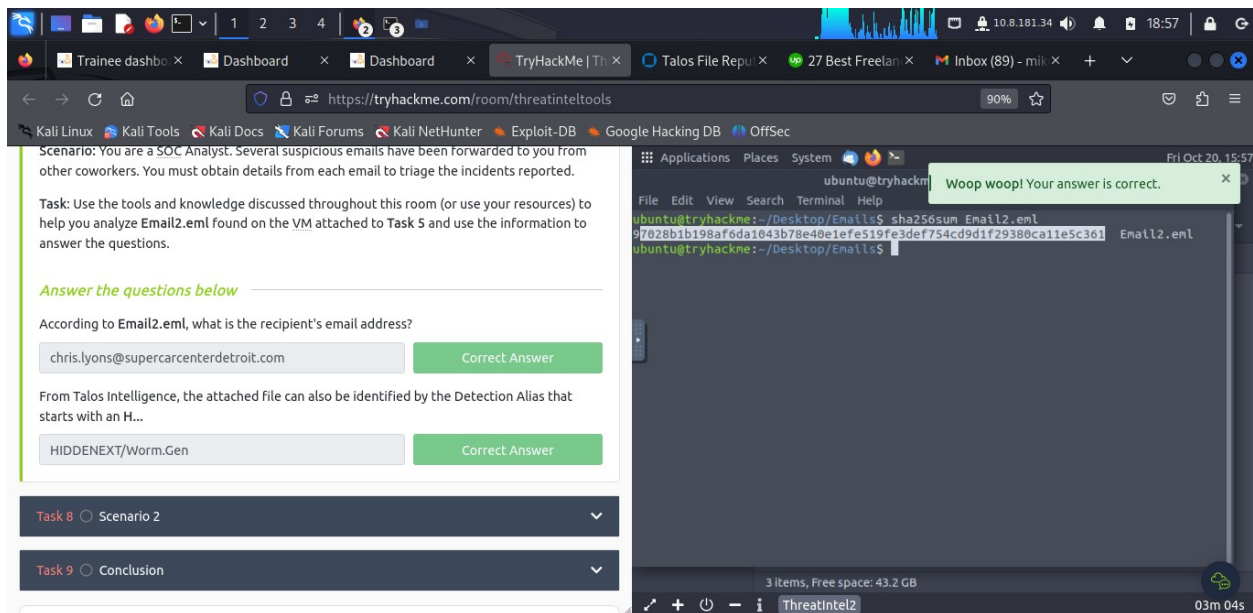 1 2 3 4
2
3
10.8.181.34
18:57
Trainee dashbo
Dashboard
Dashboard
TryHackMe | Th
Talos File Reput
27 Best Freelan
Inbox (89) - mik
https://tryhackme.com/room/threatinteltools
90%
Kali Linux Kali Tools Kali Docs Kali Forums Kali NetHunter Exploit-DB Google Hacking DB OffSec
Scenario: You are a SOC Analyst. Several suspicious emails have been forwarded to you from
other coworkers. You must obtain details from each email to triage the incidents reported.
Task: Use the tools and knowledge discussed throughout this room (or use your resources) to
help you analyze Email2.eml found on the VM attached to Task 5 and use the information to
answer the questions.
Answer the questions below
According to Email2.eml, what is the recipient's email address?
chris.lyons@supercarcenterdetroit.com
Correct Answer
From Talos Intelligence, the attached file can also be identified by the Detection Alias that
starts with an H...
HIDDENEXT/Worm.Gen
Correct Answer
Task 8 Scenario 2
Task 9 Conclusion
Applications Places System
Fri Oct 20, 15:57
ubuntu@tryhackm
Woop woop! Your answer is correct.
File Edit View Search Terminal Help
ubuntu@tryhackme:~/Desktop/Emails$ sha256sum Email2.eml
97028b1b198af6da1043b78e40e1efe519fe3def754cd9d1f29380ca11e5c361 Email2.eml
ubuntu@tryhackme:~/Desktop/Emails$
3 items, Free space: 43.2 GB
ThreatIntel2
03m 04s